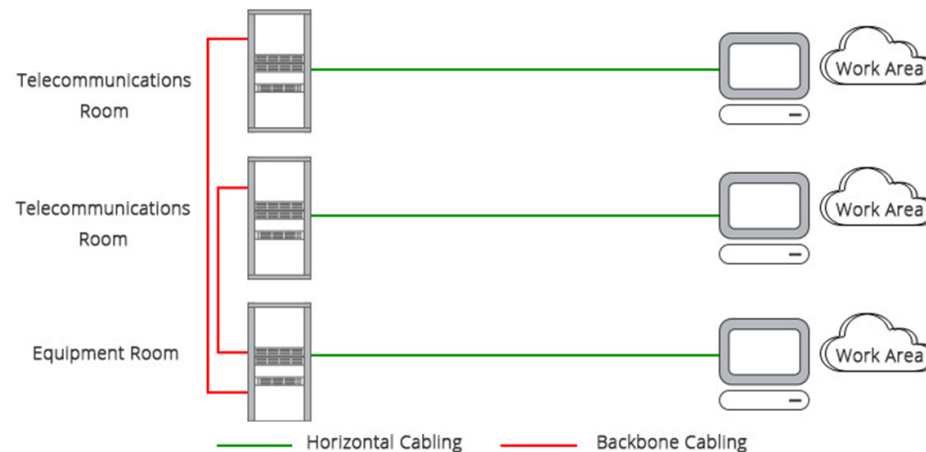 Telecommunications
Room
Work Area
Telecommunications
Room
Work Area
Equipment Room
Work Area
Horizontal Cabling
Backbone Cabling